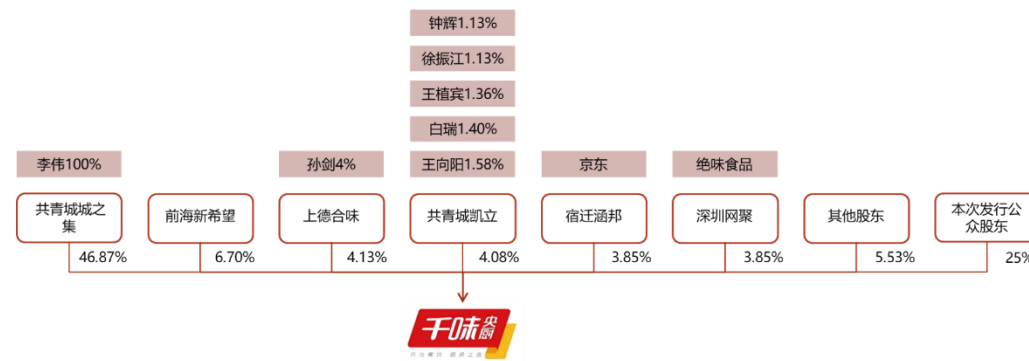 钟辉1.13%
徐振江1.13%
王植宾1.36%
白瑞1.40%
李伟100%
孙剑4%
王向阳1.58%
京东
绝味食品
共青城城之
集
前海新希望
上德合味
共青城凯立
宿迁涵邦
深圳网聚
其他股东
本次发行公
众股东
46.87%
6.70%
4.13%
4.08%
3.85%
3.85%
5.53%
25%
千味央厨